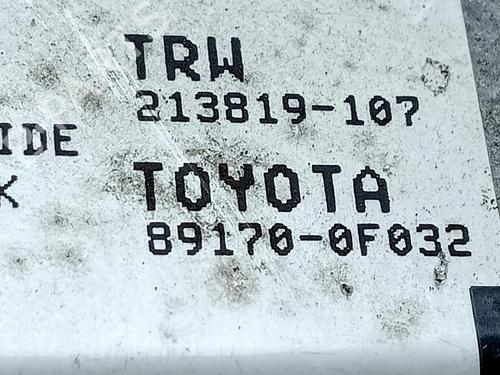 TRW
213819-107
IDE
TOYOTA
K
89170-0F032